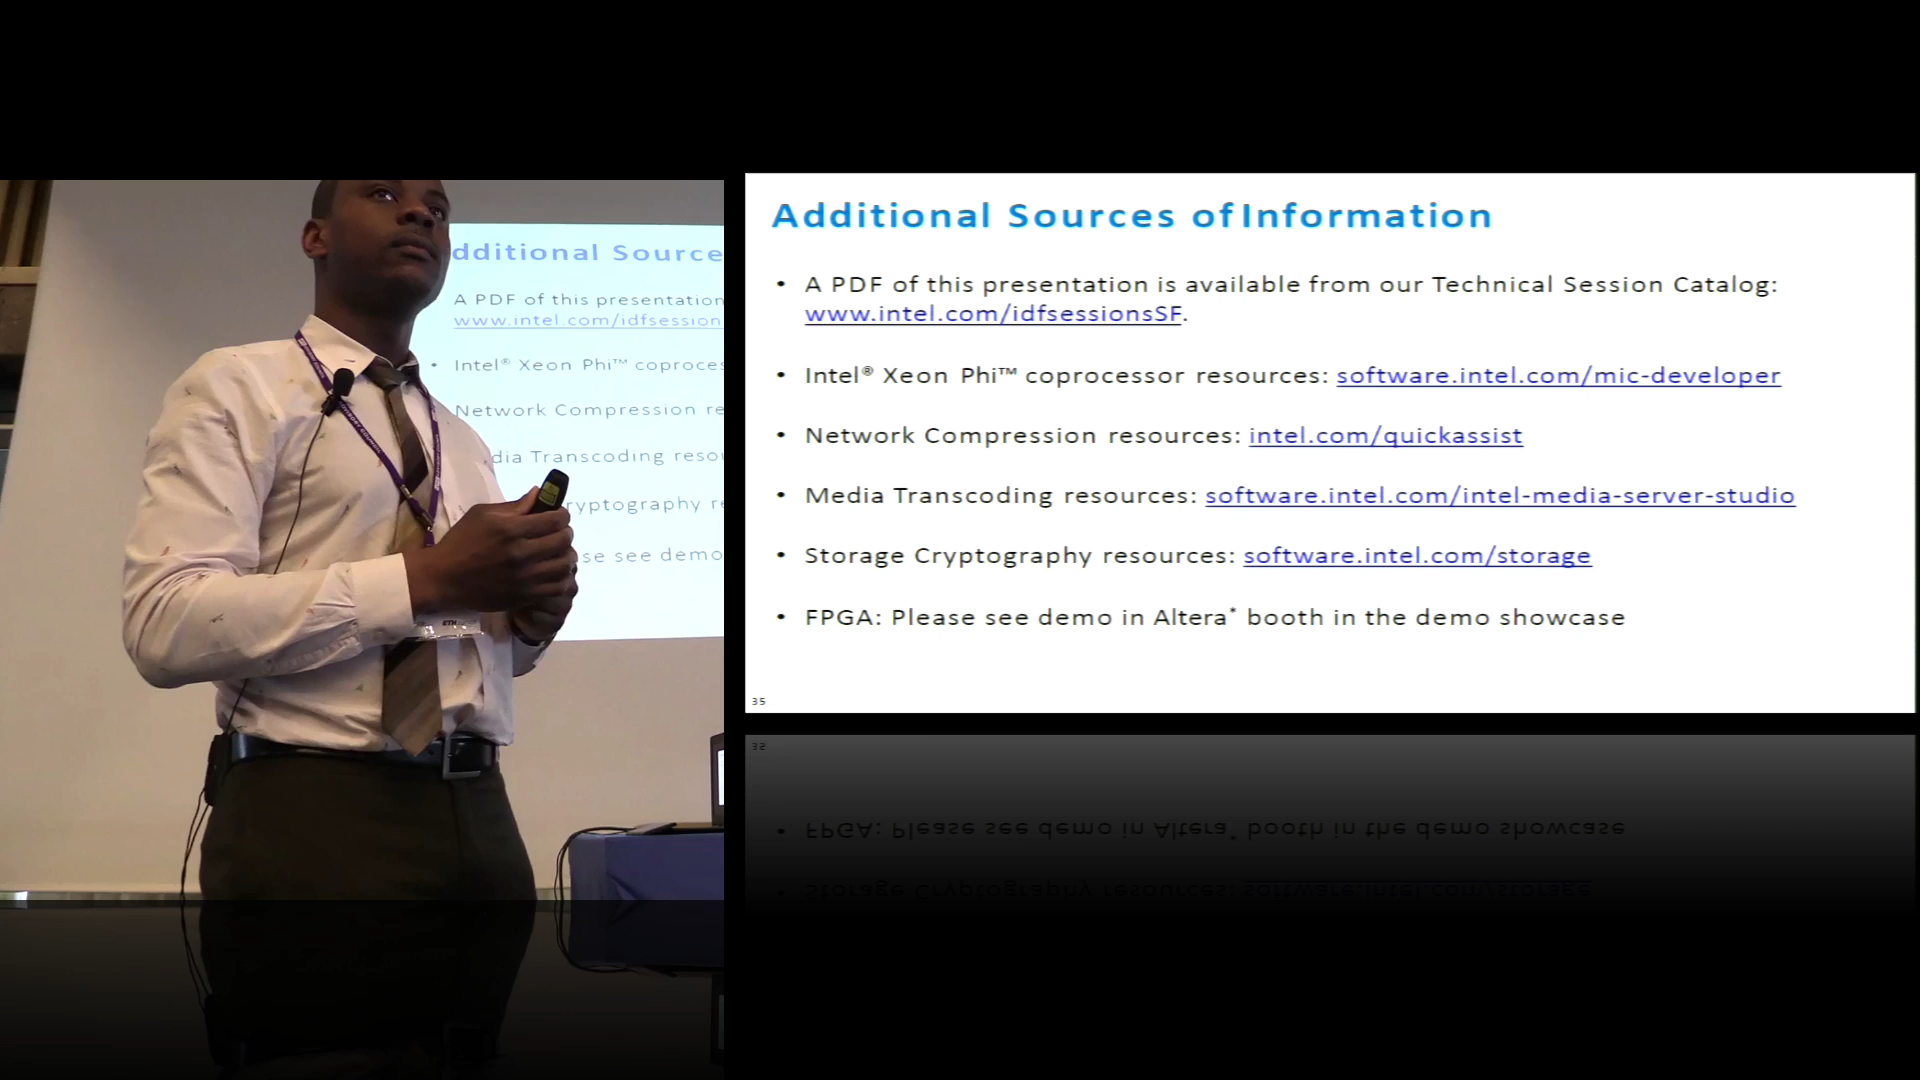 dditional Source
A PDF of this presentation
www.intel.com/idfsession
• Intel® Xeon Phi™ coproces
Network Compression re
dia Transcoding resou
ryptography re
se see demo
ETH
Additional Sources of Information
• A PDF of this presentation is available from our Technical Session Catalog:
www.intel.com/idfsessionsSF.
• Intel® Xeon Phi™ coprocessor resources: software.intel.com/mic-developer
• Network Compression resources: intel.com/quickassist
• Media Transcoding resources: software.intel.com/intel-media-server-studio
• Storage Cryptography resources: software.intel.com/storage
• FPGA: Please see demo in Altera* booth in the demo showcase
35